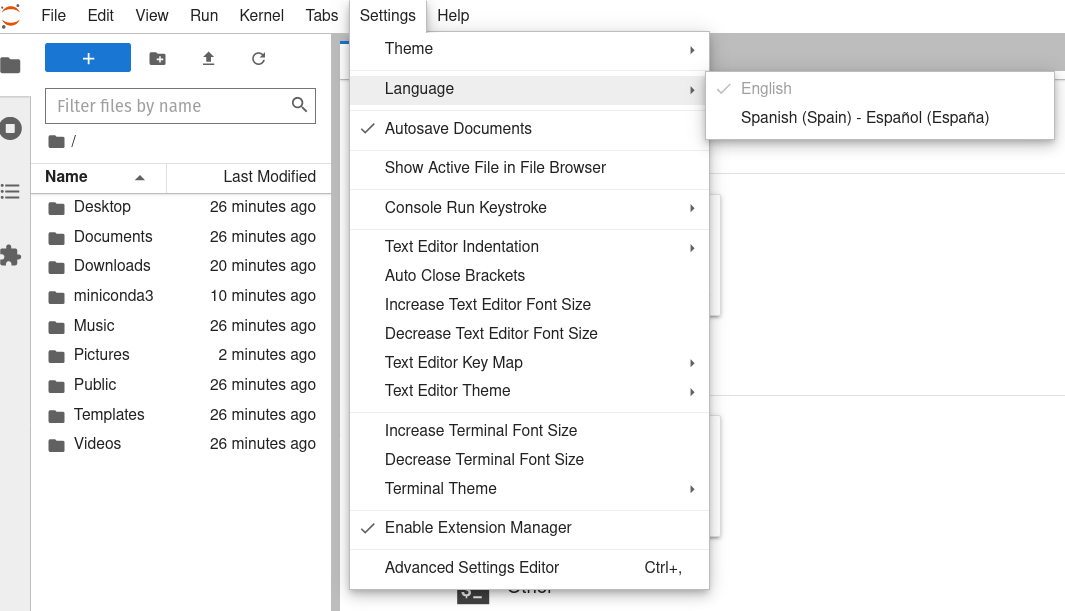 File Edit View Run Kernel Tabs Settings Help
+
Filter files by name
/
Name Last Modified
Desktop 26 minutes ago
Documents 26 minutes ago
Downloads 20 minutes ago
miniconda3 10 minutes ago
Music 26 minutes ago
Pictures 2 minutes ago
Public 26 minutes ago
Templates 26 minutes ago
Videos 26 minutes ago
Theme
Language
Autosave Documents
Show Active File in File Browser
Console Run Keystroke
Text Editor Indentation
Auto Close Brackets
Increase Text Editor Font Size
Decrease Text Editor Font Size
Text Editor Key Map
Text Editor Theme
Increase Terminal Font Size
Decrease Terminal Font Size
Terminal Theme
Enable Extension Manager
Advanced Settings Editor Ctrl+,
English
Spanish (Spain) - Español (España)
$_
Other